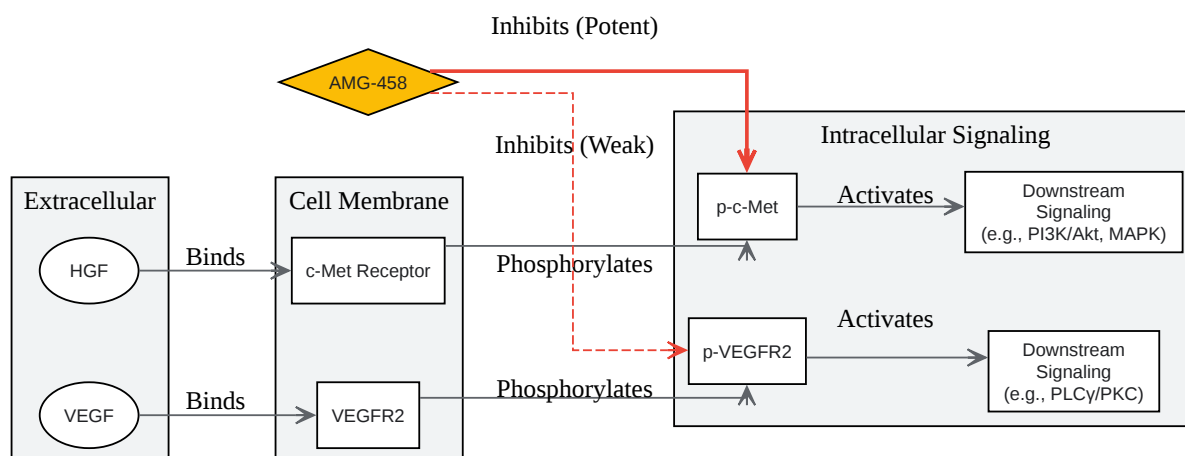 Inhibits (Potent)
AMG-458
Inhibits (Weak)
Intracellular Signaling
Extracellular
Cell Membrane
p-c-Met
Activates
Downstream
Signaling
(e.g., PI3K/Akt, MAPK)
HGF
Binds
c-Met Receptor
Phosphorylates
p-VEGFR2
Activates
Downstream
Signaling
(e.g., PLCγ/PKC)
VEGF
Binds
VEGFR2
Phosphorylates